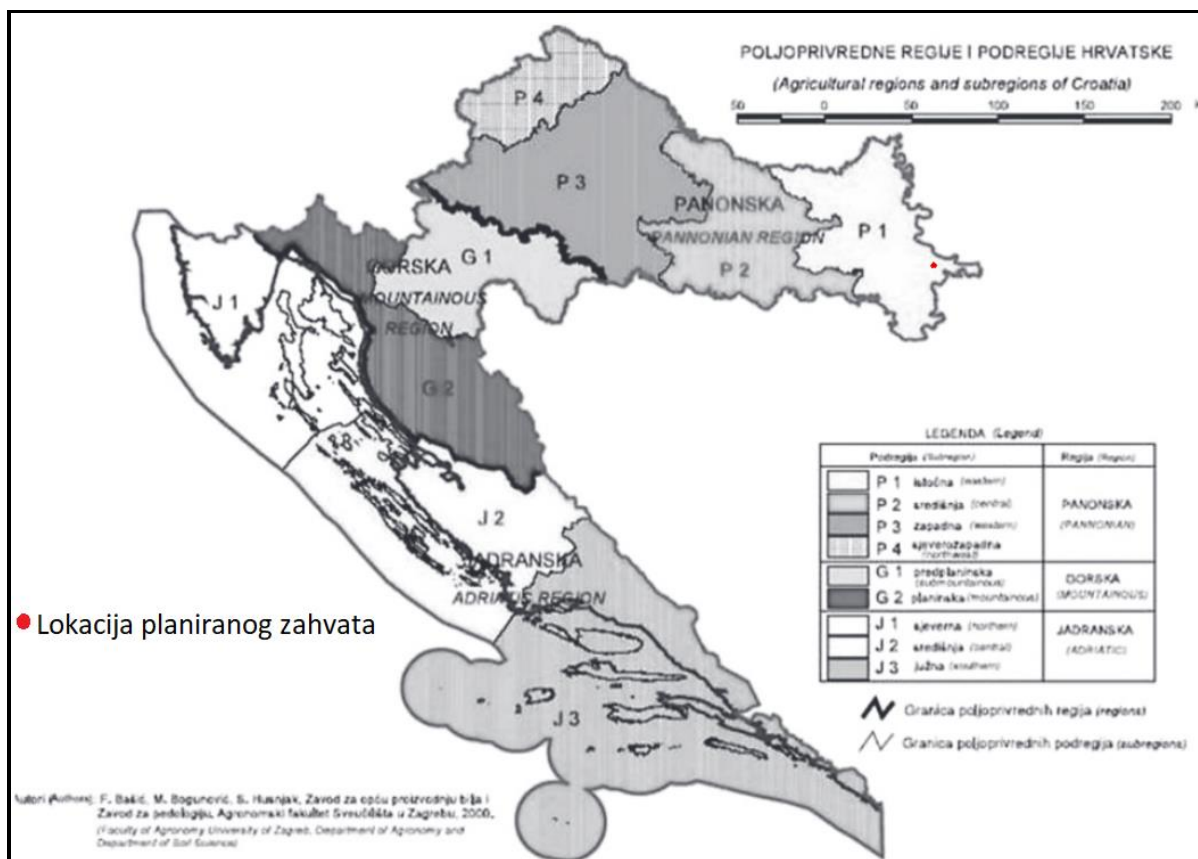 POLJOPRIVREDNE REGIJE I PODREGIJE HRVATSKE
(Agricultural regions and subregions of Croatia)
50 0 50 100 150 200
P 4
P 3
PANONSKA
PANNONIAN REGION
P 1
P 2
GORSKA
G 1
MOUNTAINOUS
REGION
J 1
G 2
J 2
JADRANSKA
ADRIATIC REGION
J 3
Lokacija planiranog zahvata
LEGENDA (Legend)
Podregija (Subregion) Regija (Region)
P 1 istočna (eastern)
P 2 središnja (central)
P 3 zapadna (western)
P 4 sjeverozapadna
(northwest)
PANONSKA
(PANNONIAN)
G 1 predplaninska
(submountainous)
G 2 planinska (mountainous)
GORSKA
(MOUNTAINOUS)
J 1 sjeverna (northern)
J 2 središnja (central)
J 3 južna (southern)
JADRANSKA
(ADRIATIC)
Granica poljoprivrednih regija (regions)
Granica poljoprivrednih podregija (subregions)
Autori (Authors): F. Bašić, M. Bogunović, S. Husnjak, Zavod za opću proizvodnju bilja i
Zavod za pedologiju, Agronomski fakultet Sveučilišta u Zagrebu, 2000.
(Faculty of Agronomy University of Zagreb, Department of Agronomy and
Department of Soil Science)